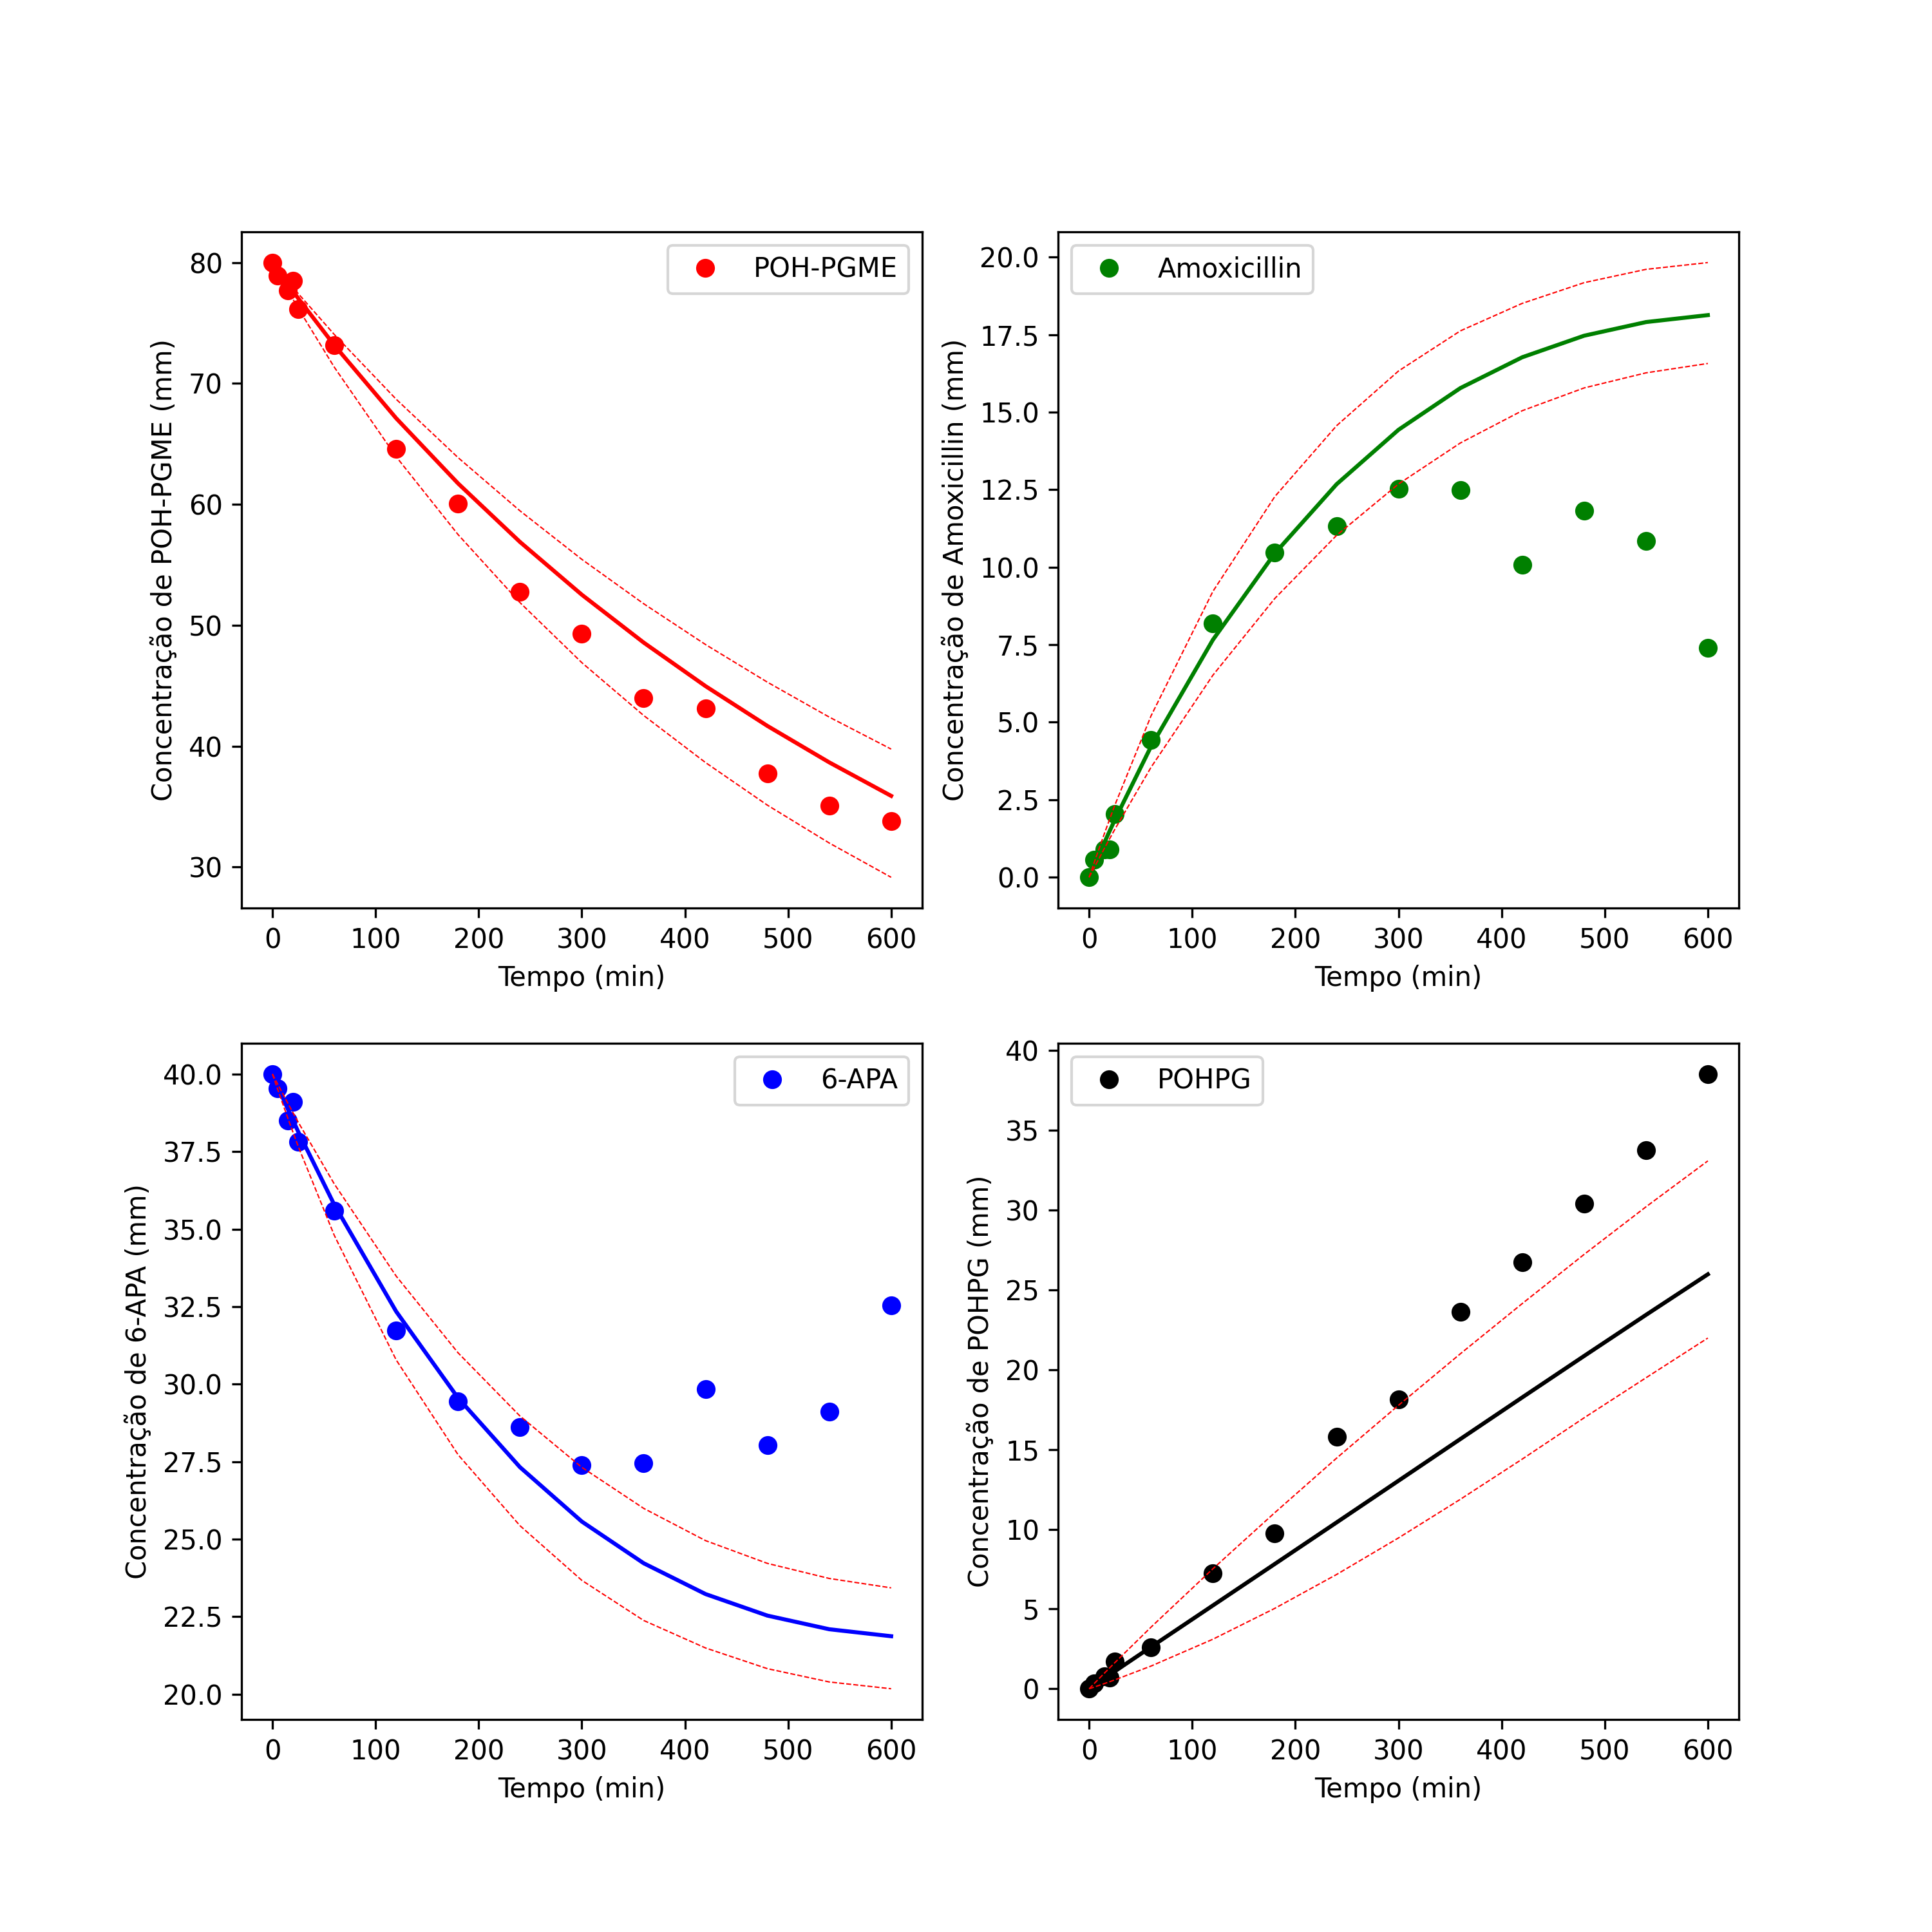 POH-PGME
Concentração de POH-PGME (mm)
80
70
60
50
40
30
0 100 200 300 400 500 600
Tempo (min)
Amoxicillin
Concentração de Amoxicillin (mm)
20.0
17.5
15.0
12.5
10.0
7.5
5.0
2.5
0.0
0 100 200 300 400 500 600
Tempo (min)
6-APA
Concentração de 6-APA (mm)
40.0
37.5
35.0
32.5
30.0
27.5
25.0
22.5
20.0
0 100 200 300 400 500 600
Tempo (min)
POHPG
Concentração de POHPG (mm)
40
35
30
25
20
15
10
5
0
0 100 200 300 400 500 600
Tempo (min)